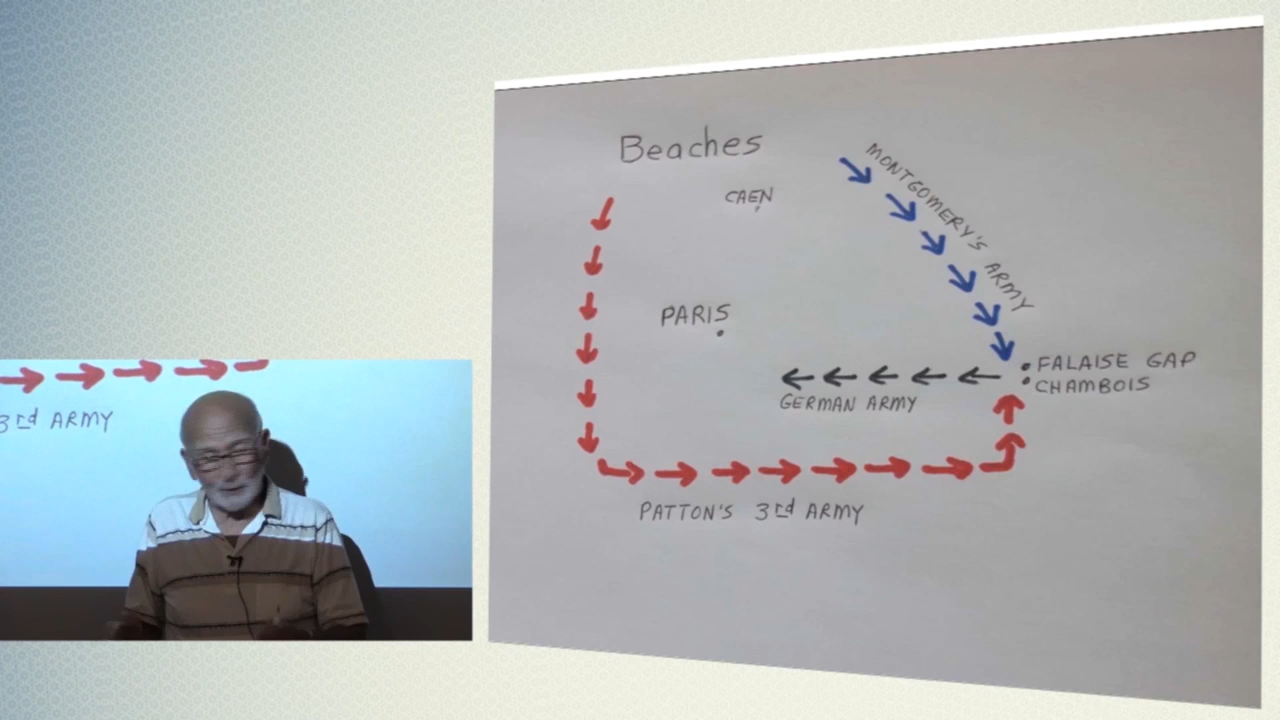 Beaches
CAEN
MONTGOMERY'S ARMY
PARIS
FALAISE GAP
CHAMBOIS
GERMAN ARMY
PATTON'S 3rd ARMY
3rd ARMY